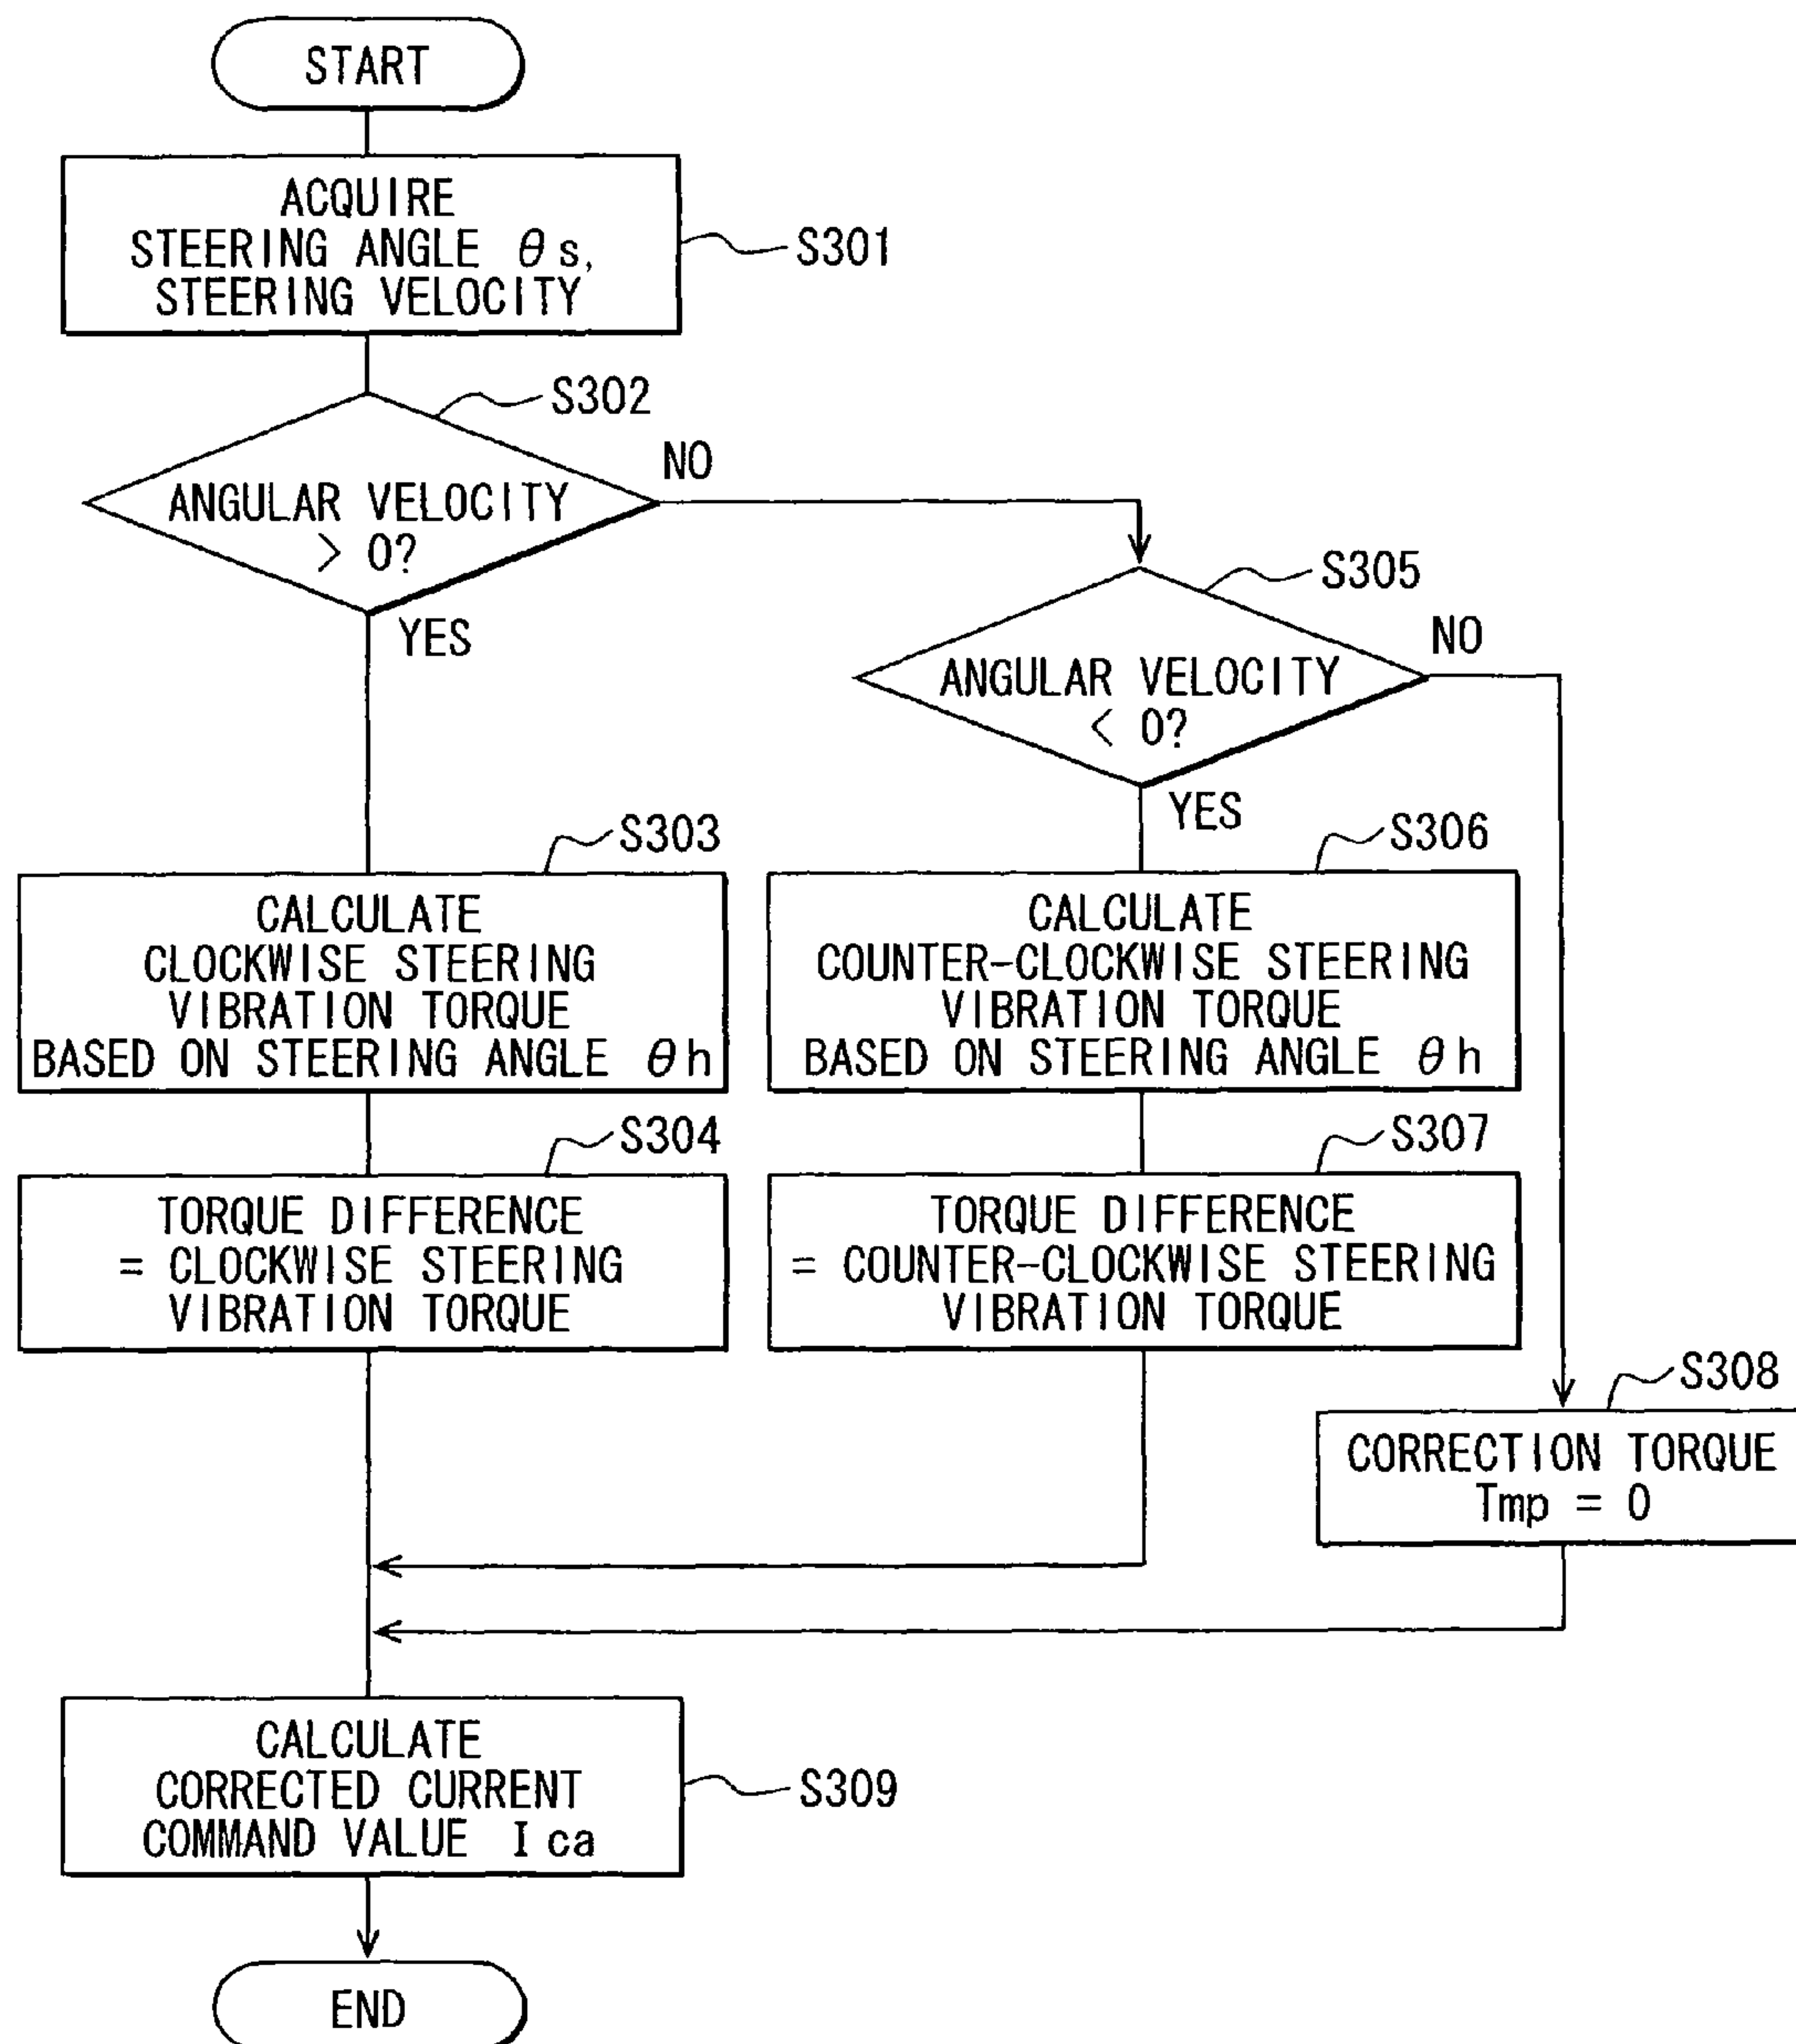 START
ACQUIRE
STEERING ANGLE θs,
STEERING VELOCITY
S301
S302
ANGULAR VELOCITY
> 0?
NO
YES
S305
ANGULAR VELOCITY
< 0?
NO
YES
S303
CALCULATE
CLOCKWISE STEERING
VIBRATION TORQUE
BASED ON STEERING ANGLE θh
S306
CALCULATE
COUNTER-CLOCKWISE STEERING
VIBRATION TORQUE
BASED ON STEERING ANGLE θh
S304
TORQUE DIFFERENCE
= CLOCKWISE STEERING
VIBRATION TORQUE
S307
TORQUE DIFFERENCE
= COUNTER-CLOCKWISE STEERING
VIBRATION TORQUE
S308
CORRECTION TORQUE
Tmp = 0
CALCULATE
CORRECTED CURRENT
COMMAND VALUE Ica
S309
END